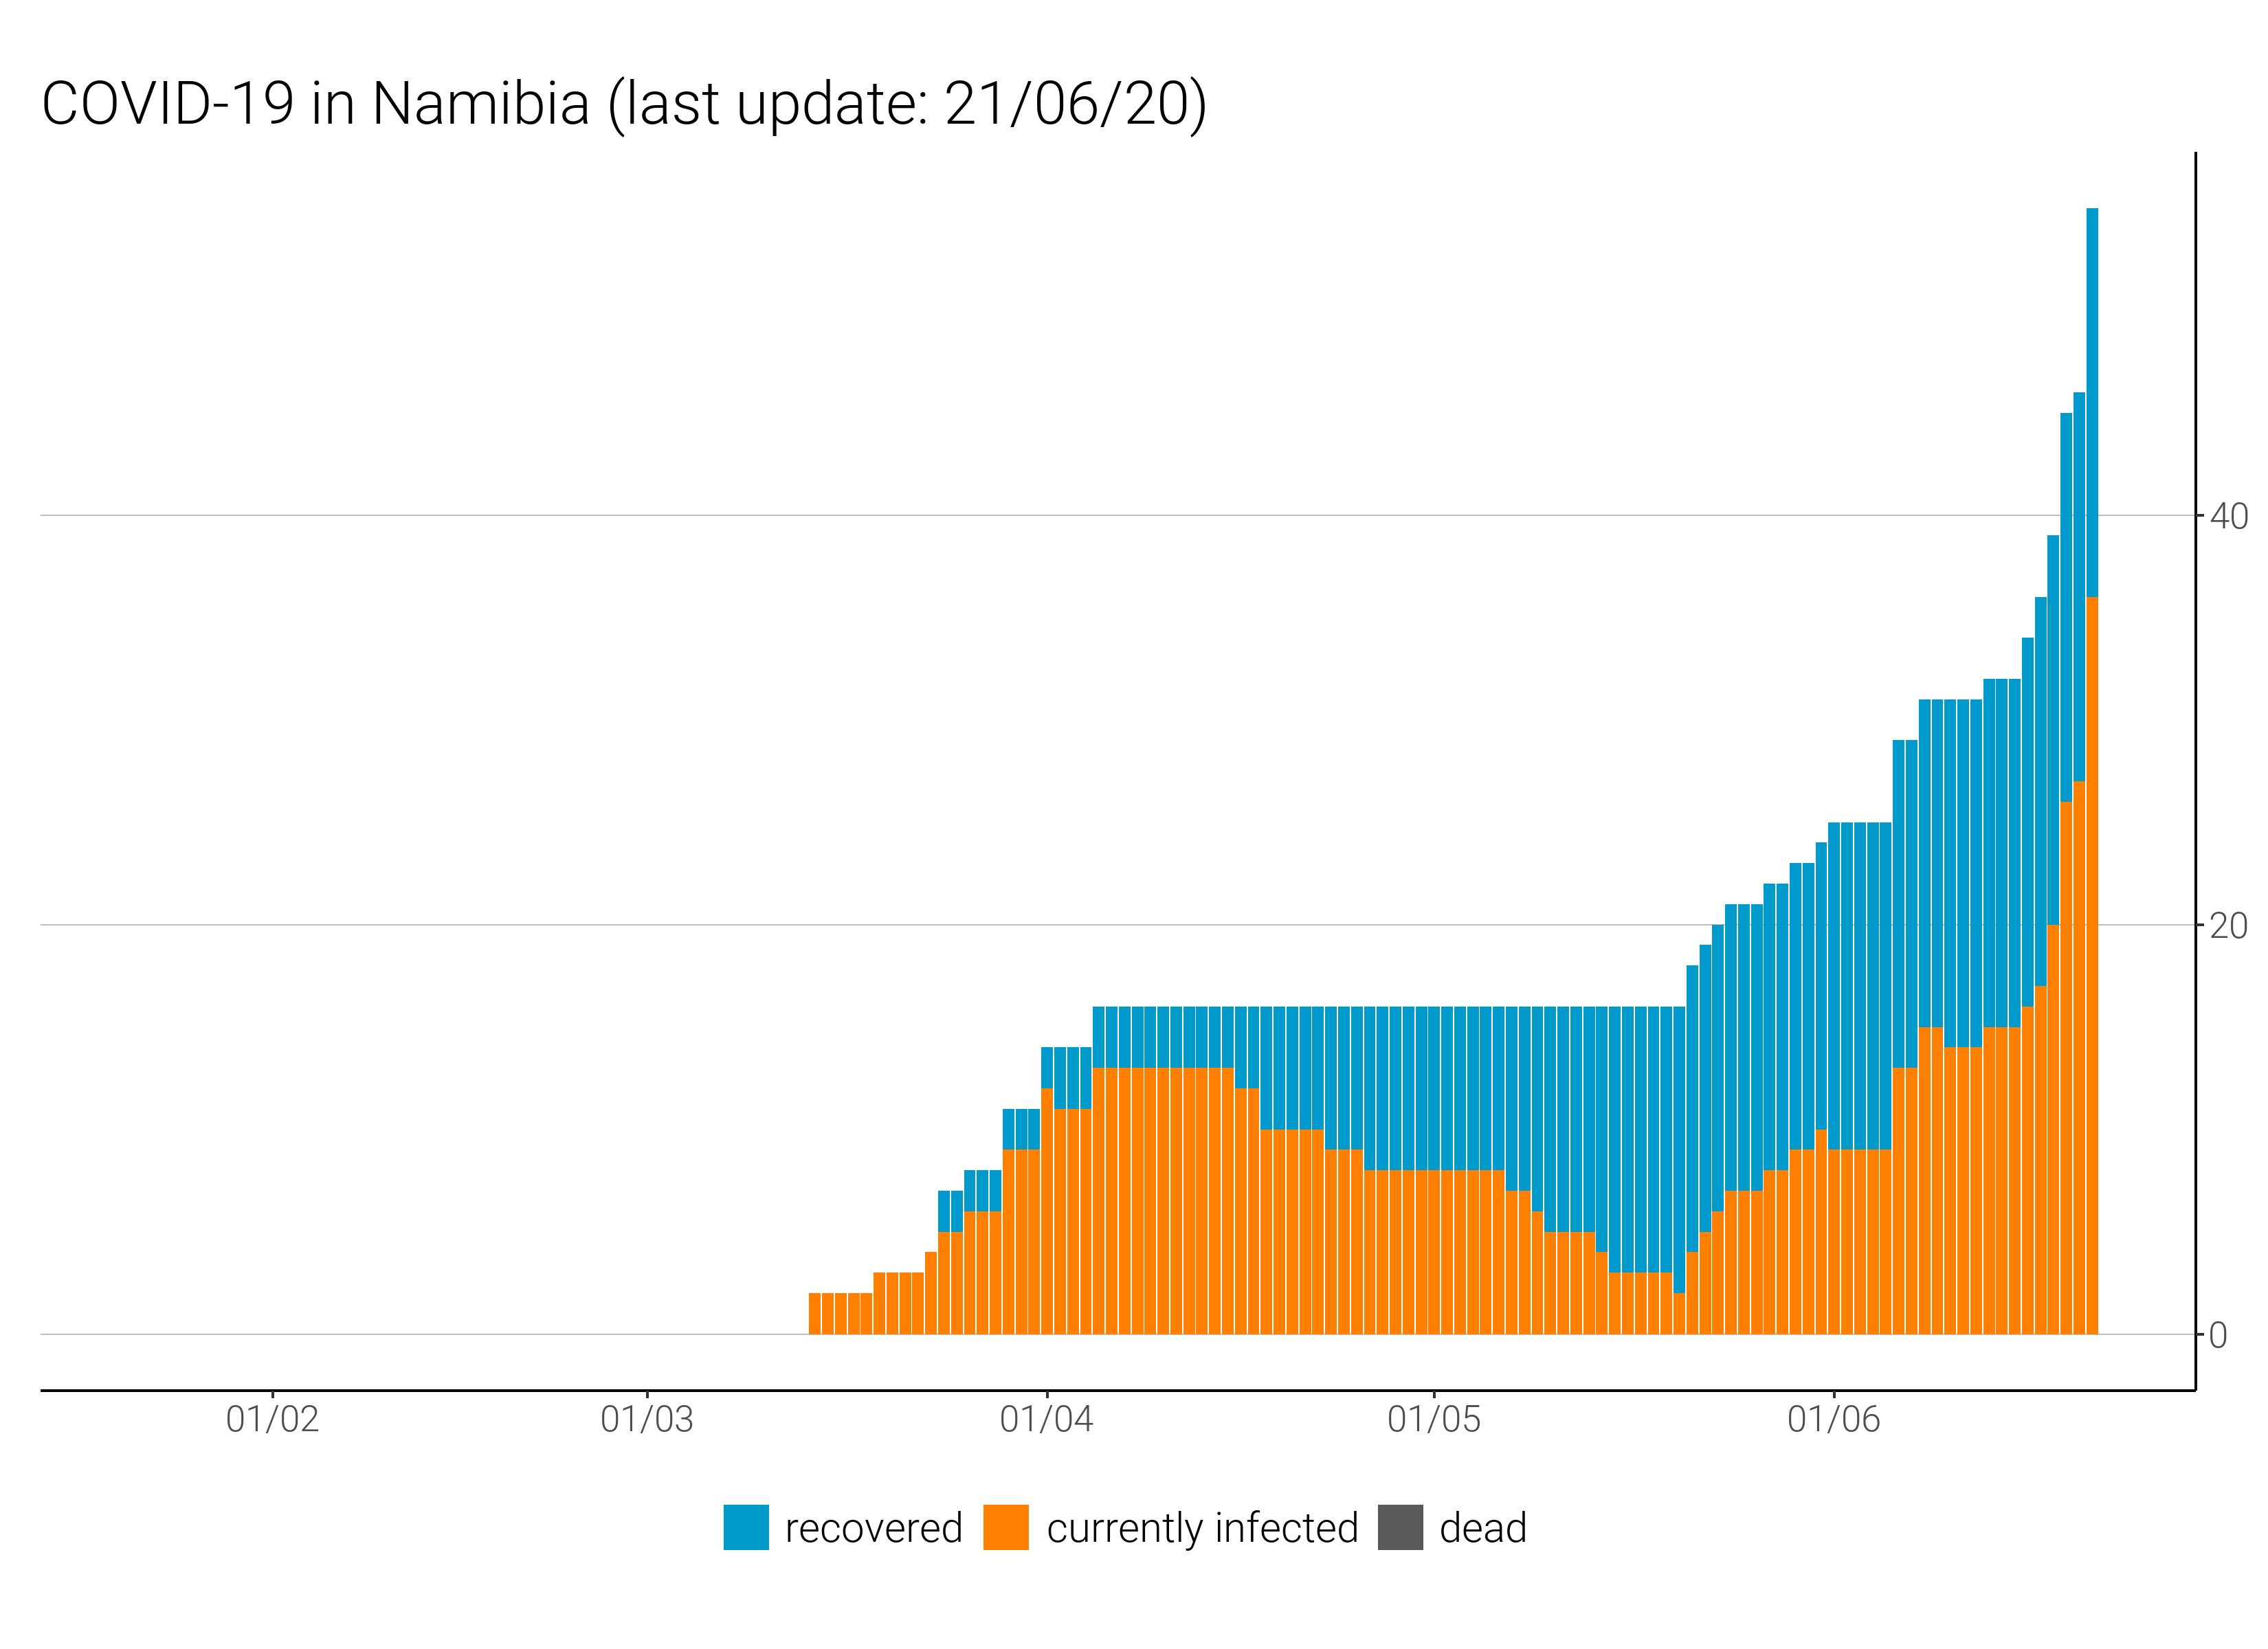 COVID-19 in Namibia (last update: 21/06/20)
40
20
0
01/02 01/03 01/04 01/05 01/06
recovered currently infected dead